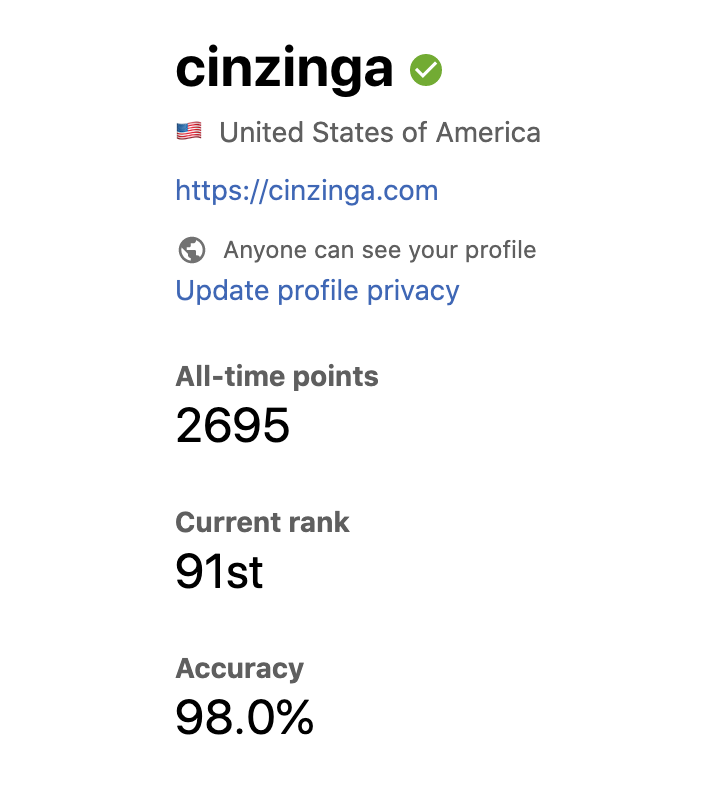 cinzinga
United States of America
https://cinzinga.com
Anyone can see your profile
Update profile privacy
All-time points
2695
Current rank
91st
Accuracy
98.0%